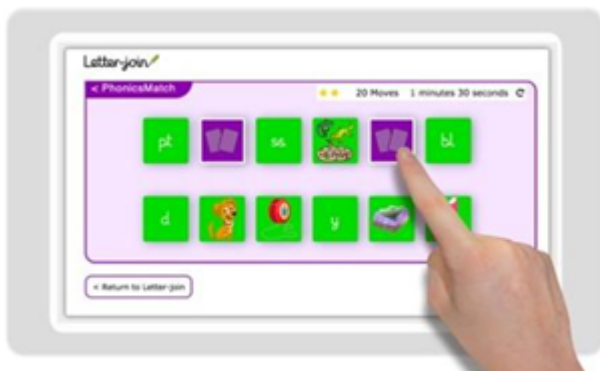 Letter-join
< PhonicsMatch
20 Moves 1 minutes 30 seconds
pt
ss
bl
d
y
< Return to Letter-join